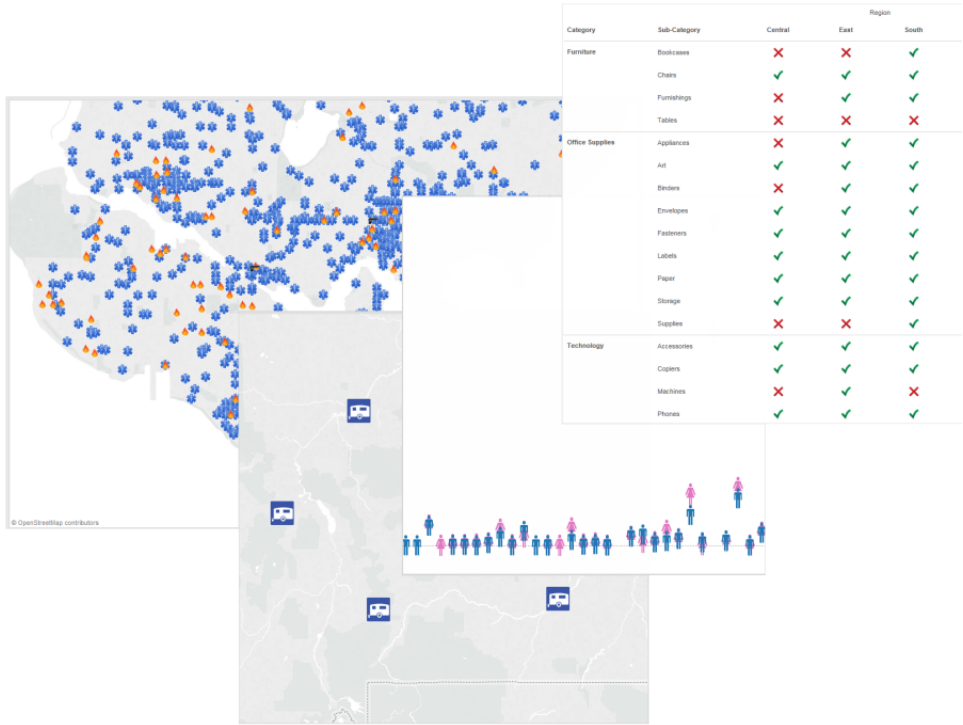 Region
Category Sub-Category Central East South
Furniture Bookcases
Chairs
Furnishings
Tables
Office Supplies Appliances
Art
Binders
Envelopes
Fasteners
Labels
Paper
Storage
Supplies
Technology Accessories
Copiers
Machines
Phones
© OpenStreetMap contributors